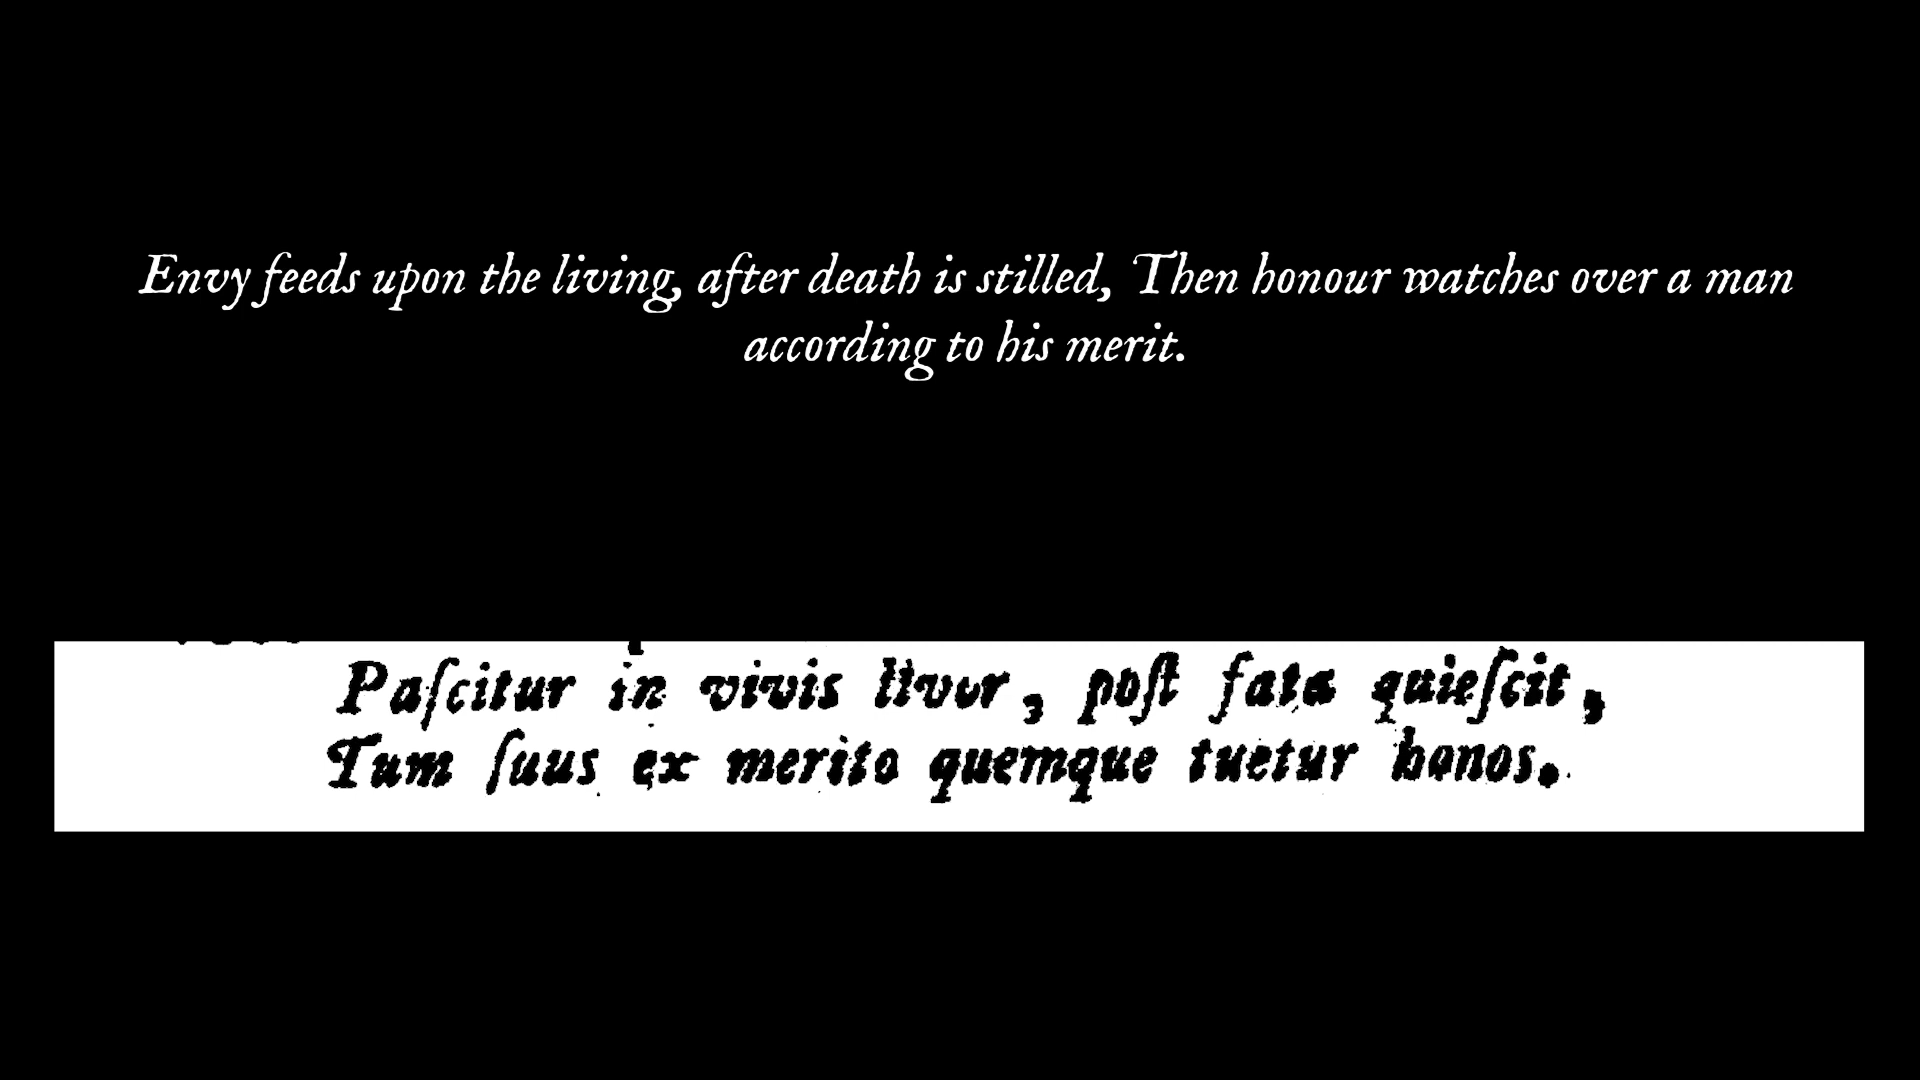 Envy feeds upon the living, after death is stilled, Then honour watches over a man
according to his merit.
Paſcitur in vivis livor, poſt fata quieſcit,
Tum ſuus ex merito quemque tuetur honos.